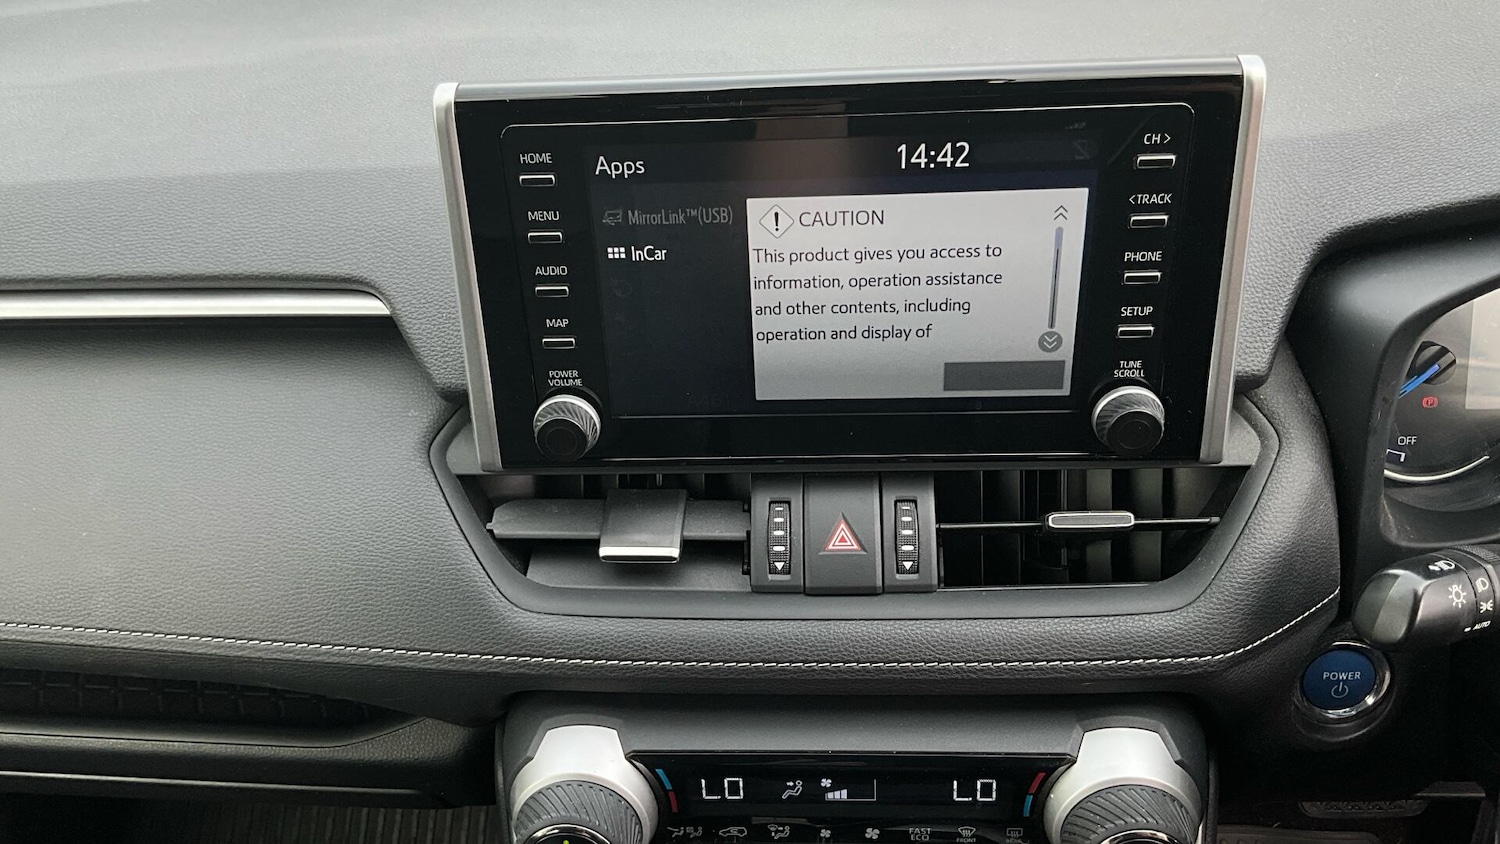 HOME
MENU
AUDIO
MAP
POWER
VOLUME
Apps
14:42
MirrorLink™(USB)
InCar
CAUTION
This product gives you access to
information, operation assistance
and other contents, including
operation and display of
CH >
< TRACK
PHONE
SETUP
TUNE
SCROLL
OFF
AUTO
POWER
LO
LO
FAST
ECO
FRONT